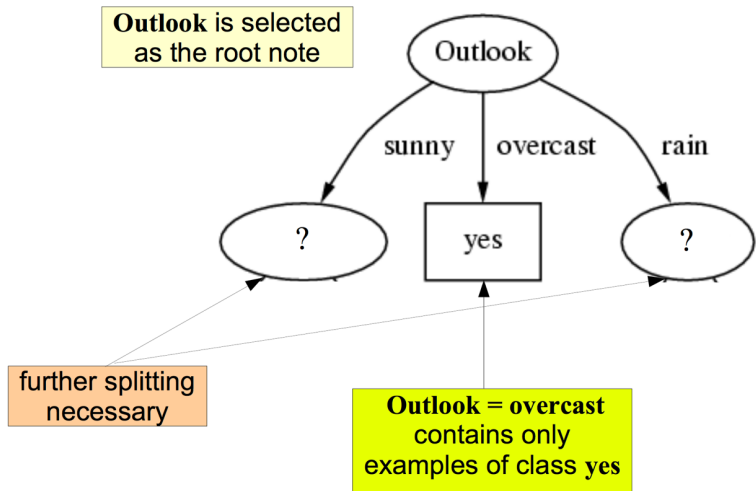 Outlook is selected
as the root note
Outlook
sunny
overcast
rain
?
yes
?
further splitting
necessary
Outlook = overcast
contains only
examples of class yes